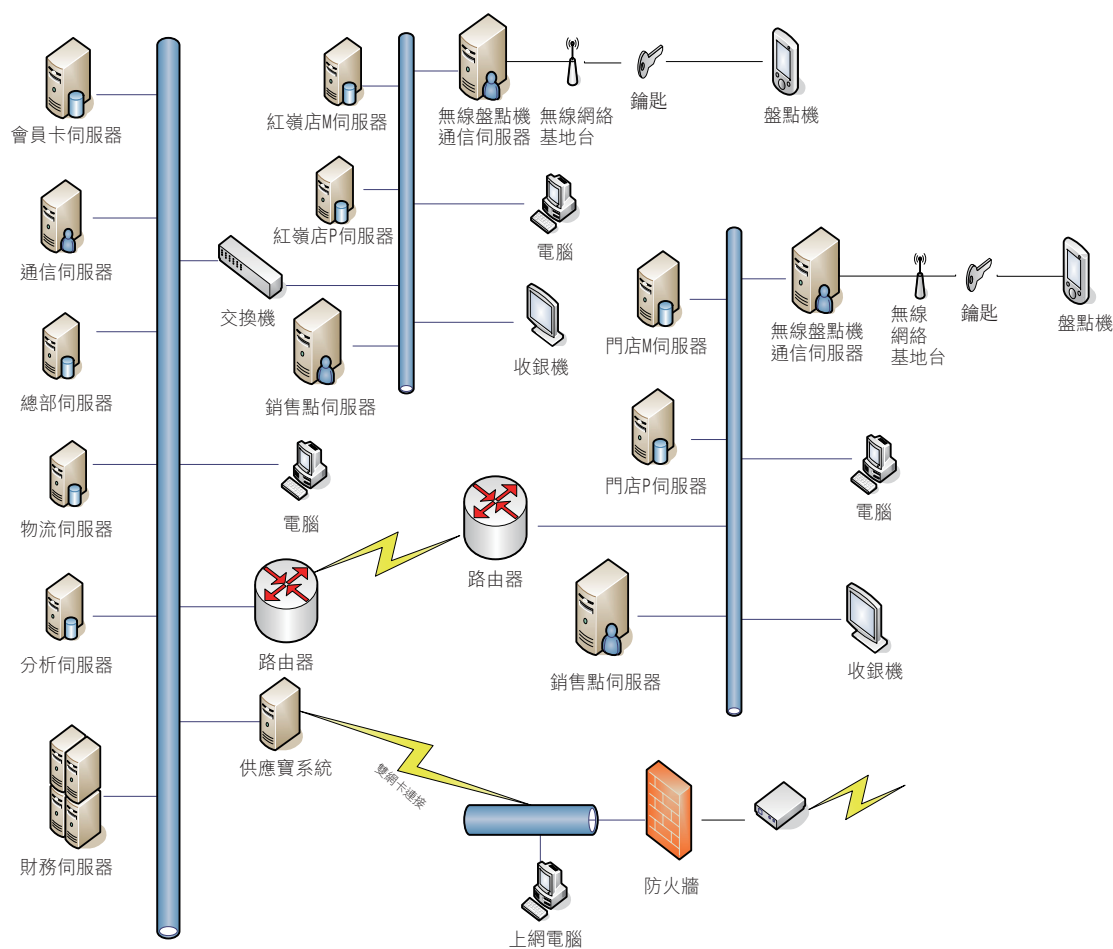 會員卡伺服器
通信伺服器
總部伺服器
物流伺服器
分析伺服器
財務伺服器
紅嶺店M伺服器
紅嶺店P伺服器
交換機
銷售點伺服器
無線盤點機
通信伺服器
無線網絡
基地台
鑰匙
盤點機
電腦
收銀機
電腦
路由器
路由器
供應寶系統
雙網卡連接
上網電腦
防火牆
門店M伺服器
門店P伺服器
銷售點伺服器
無線盤點機
通信伺服器
無線
網絡
基地台
鑰匙
盤點機
電腦
收銀機